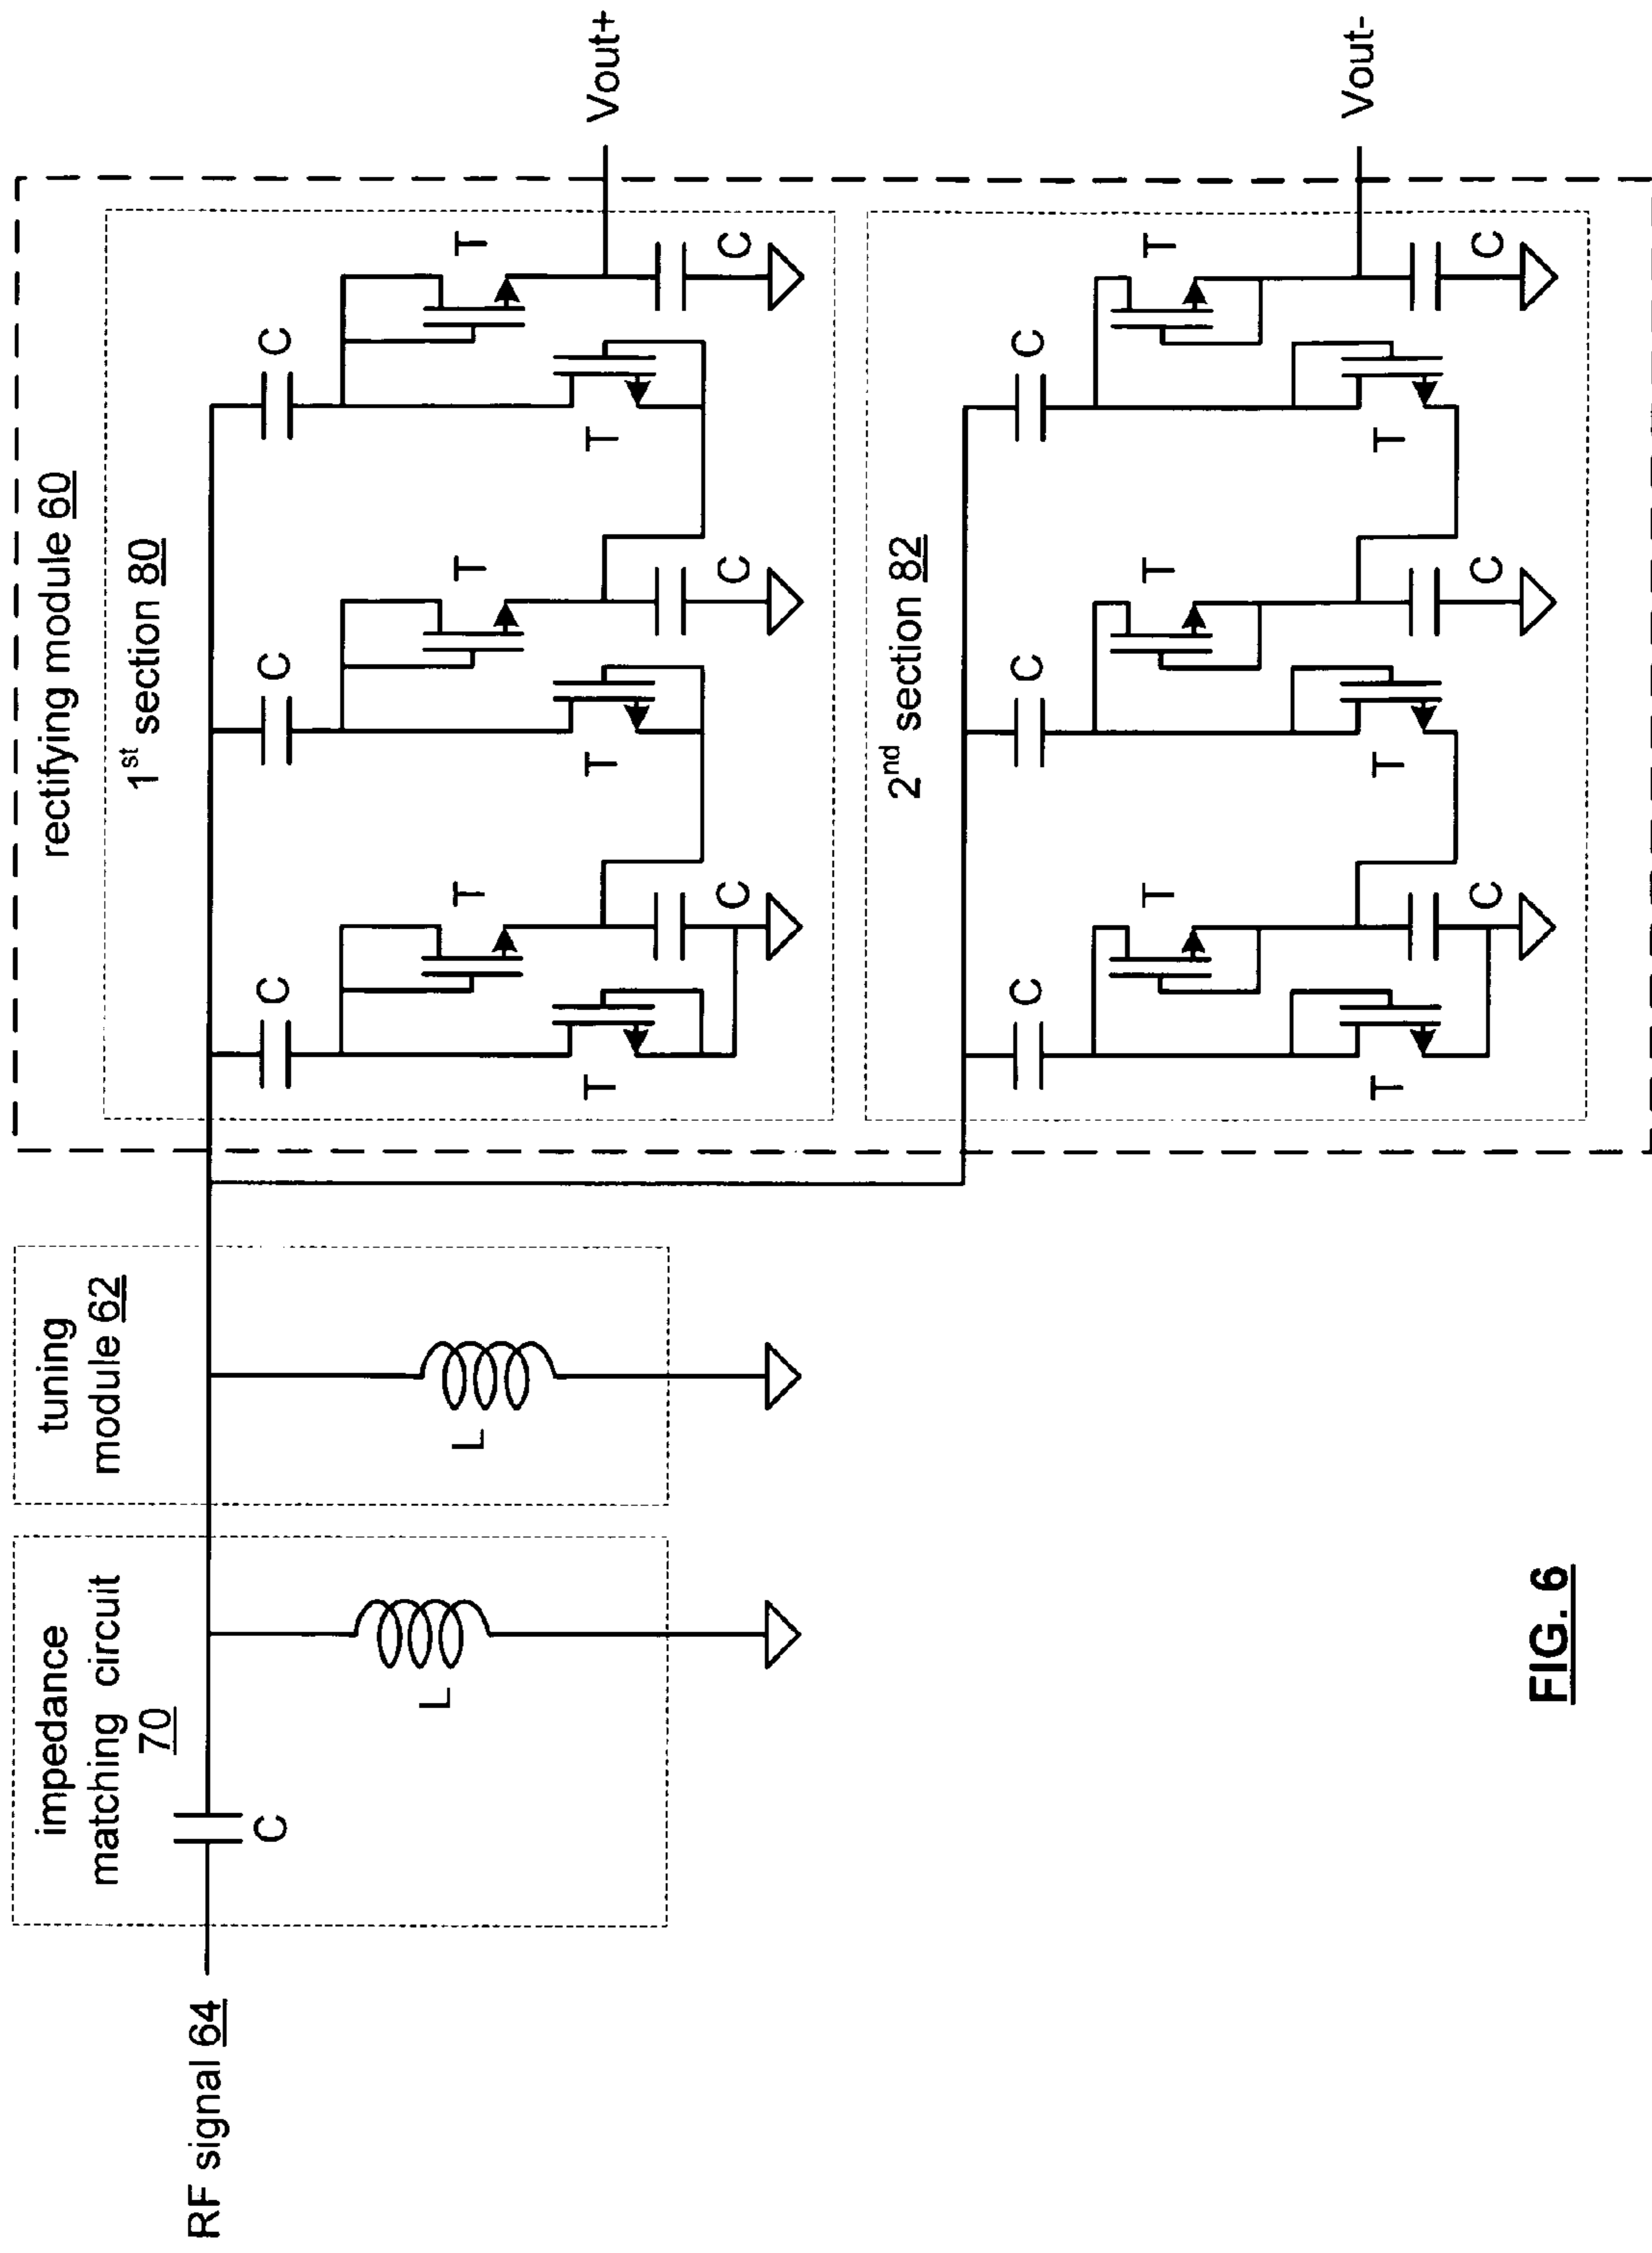 RF signal 64
impedance
matching circuit
70
C
L
tuning
module 62
L
rectifying module 60
1st section 80
C
C
C
T
T
T
T
T
T
C
C
C
Vout+
2nd section 82
C
C
C
T
T
T
T
T
T
C
C
C
Vout-
FIG. 6